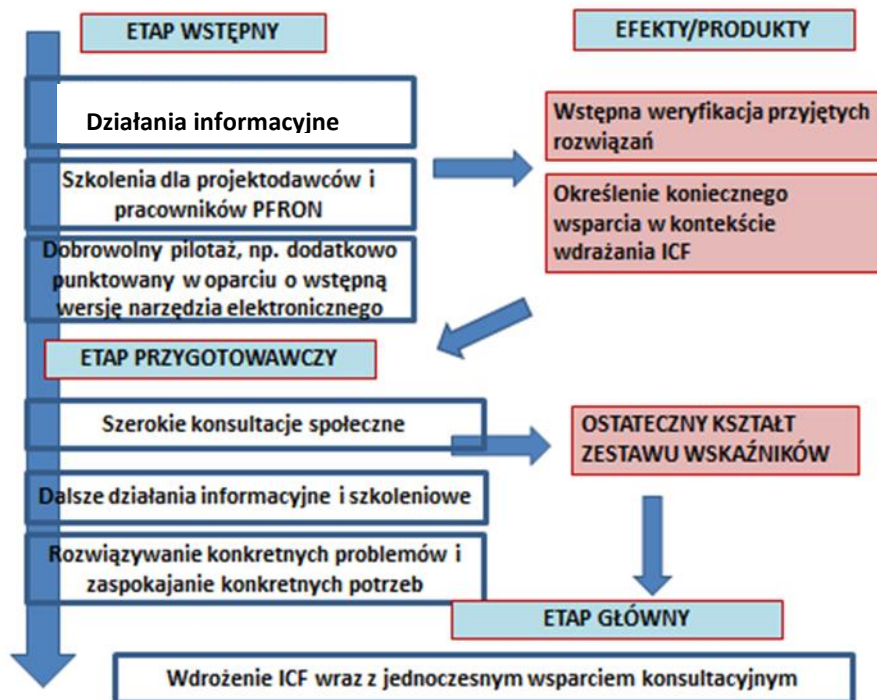 ETAP WSTĘPNY
EFEKTY/PRODUKTY
Działania informacyjne
Wstępna weryfikacja przyjętych
rozwiązań
Szkolenia dla projektodawców i
pracowników PFRON
Określenie koniecznego
wsparcia w kontekście
wdrażania ICF
Dobrowolny pilotaż, np. dodatkowo
punktowany w oparciu o wstępną
wersję narzędzia elektronicznego
ETAP PRZYGOTOWAWCZY
Szerokie konsultacje społeczne
OSTATECZNY KSZTAŁT
ZESTAWU WSKAŹNIKÓW
Dalsze działania informacyjne i szkoleniowe
Rozwiązywanie konkretnych problemów i
zaspokajanie konkretnych potrzeb
ETAP GŁÓWNY
Wdrożenie ICF wraz z jednoczesnym wsparciem konsultacyjnym